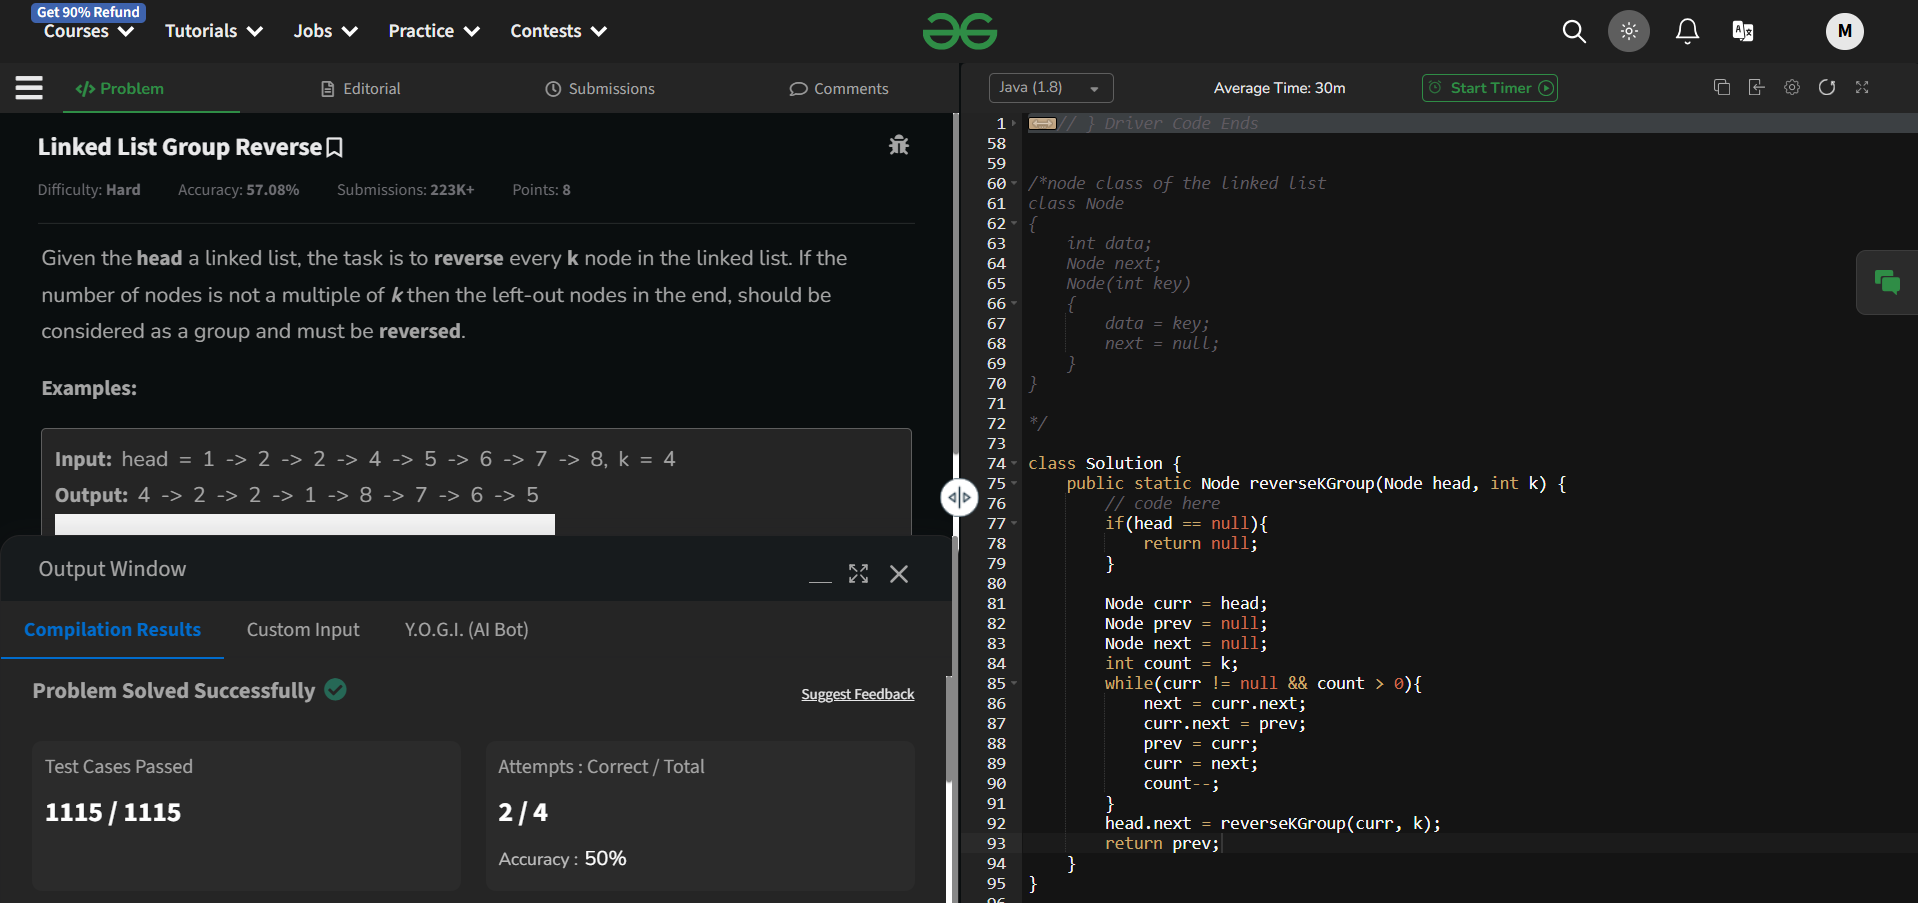 Get 90% Refund
Courses Tutorials Jobs Practice Contests
M
Problem Editorial Submissions Comments
Linked List Group Reverse
Difficulty: Hard Accuracy: 57.08% Submissions: 223K+ Points: 8
Given the head a linked list, the task is to reverse every k node in the linked list. If the
number of nodes is not a multiple of k then the left-out nodes in the end, should be
considered as a group and must be reversed.
Examples:
Input: head = 1 -> 2 -> 2 -> 4 -> 5 -> 6 -> 7 -> 8, k = 4
Output: 4 -> 2 -> 2 -> 1 -> 8 -> 7 -> 6 -> 5
Output Window
Compilation Results Custom Input Y.O.G.I. (AI Bot)
Problem Solved Successfully
Suggest Feedback
Test Cases Passed
1115 / 1115
Attempts : Correct / Total
2 / 4
Accuracy : 50%
Java (1.8) Average Time: 30m Start Timer
1 // } Driver Code Ends
58
59
60 /*node class of the linked list
61 class Node
62 {
63     int data;
64     Node next;
65     Node(int key)
66     {
67         data = key;
68         next = null;
69     }
70 }
71
72 */
73
74 class Solution {
75     public static Node reverseKGroup(Node head, int k) {
76         // code here
77         if(head == null){
78             return null;
79         }
80
81         Node curr = head;
82         Node prev = null;
83         Node next = null;
84         int count = k;
85         while(curr != null && count > 0){
86             next = curr.next;
87             curr.next = prev;
88             prev = curr;
89             curr = next;
90             count--;
91         }
92         head.next = reverseKGroup(curr, k);
93         return prev;
94     }
95 }
96